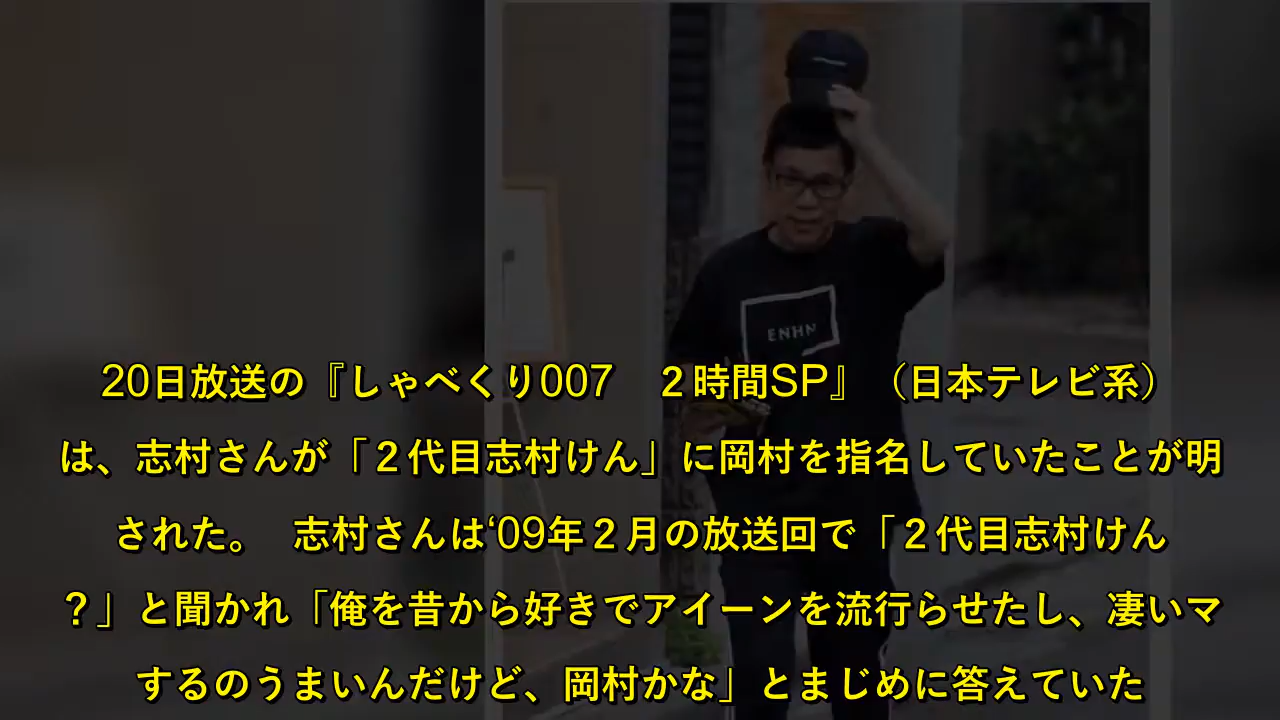 ENHN
20日放送の『しゃべくり007　２時間SP』（日本テレビ系）
は、志村さんが「２代目志村けん」に岡村を指名していたことが明
された。　志村さんは‘09年２月の放送回で「２代目志村けん
？」と聞かれ「俺を昔から好きでアイーンを流行らせたし、凄いマ
するのうまいんだけど、岡村かな」とまじめに答えていた